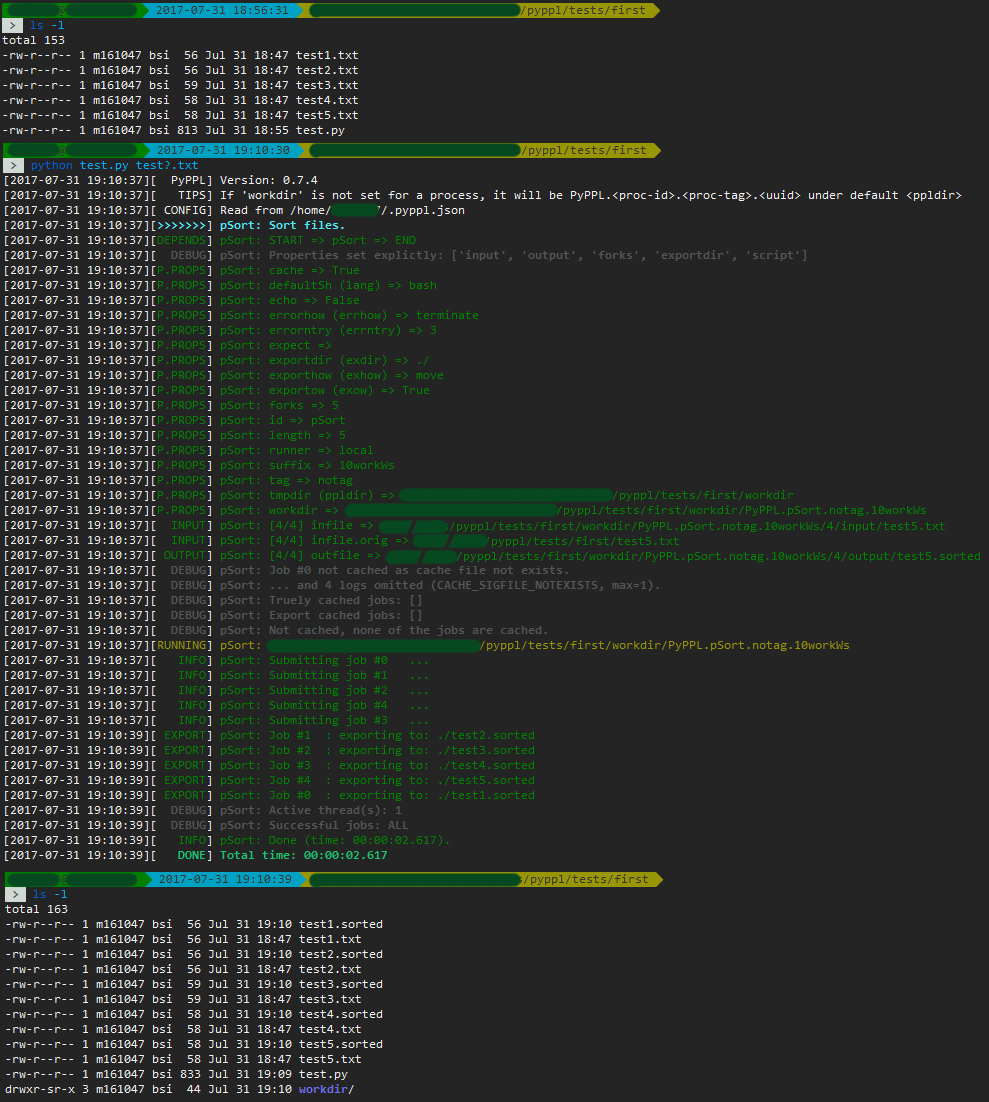 2017-07-31 18:56:31 /pyppl/tests/first
> ls -l
total 153
-rw-r--r-- 1 m161047 bsi  56 Jul 31 18:47 test1.txt
-rw-r--r-- 1 m161047 bsi  56 Jul 31 18:47 test2.txt
-rw-r--r-- 1 m161047 bsi  59 Jul 31 18:47 test3.txt
-rw-r--r-- 1 m161047 bsi  58 Jul 31 18:47 test4.txt
-rw-r--r-- 1 m161047 bsi  58 Jul 31 18:47 test5.txt
-rw-r--r-- 1 m161047 bsi 813 Jul 31 18:55 test.py
2017-07-31 19:10:30 /pyppl/tests/first
> python test.py test?.txt
[2017-07-31 19:10:37][  PyPPL] Version: 0.7.4
[2017-07-31 19:10:37][   TIPS] If 'workdir' is not set for a process, it will be PyPPL.<proc-id>.<proc-tag>.<uuid> under default <ppldir>
[2017-07-31 19:10:37][ CONFIG] Read from /home/ /.pyppl.json
[2017-07-31 19:10:37][>>>>>>>] pSort: Sort files.
[2017-07-31 19:10:37][DEPENDS] pSort: START => pSort => END
[2017-07-31 19:10:37][  DEBUG] pSort: Properties set explictly: ['input', 'output', 'forks', 'exportdir', 'script']
[2017-07-31 19:10:37][P.PROPS] pSort: cache => True
[2017-07-31 19:10:37][P.PROPS] pSort: defaultSh (lang) => bash
[2017-07-31 19:10:37][P.PROPS] pSort: echo => False
[2017-07-31 19:10:37][P.PROPS] pSort: errorhow (errhow) => terminate
[2017-07-31 19:10:37][P.PROPS] pSort: errorntry (errntry) => 3
[2017-07-31 19:10:37][P.PROPS] pSort: expect =>
[2017-07-31 19:10:37][P.PROPS] pSort: exportdir (exdir) => ./
[2017-07-31 19:10:37][P.PROPS] pSort: exporthow (exhow) => move
[2017-07-31 19:10:37][P.PROPS] pSort: exportow (exow) => True
[2017-07-31 19:10:37][P.PROPS] pSort: forks => 5
[2017-07-31 19:10:37][P.PROPS] pSort: id => pSort
[2017-07-31 19:10:37][P.PROPS] pSort: length => 5
[2017-07-31 19:10:37][P.PROPS] pSort: runner => local
[2017-07-31 19:10:37][P.PROPS] pSort: suffix => 10workWs
[2017-07-31 19:10:37][P.PROPS] pSort: tag => notag
[2017-07-31 19:10:37][P.PROPS] pSort: tmpdir (ppldir) => /pyppl/tests/first/workdir
[2017-07-31 19:10:37][P.PROPS] pSort: workdir => /pyppl/tests/first/workdir/PyPPL.pSort.notag.10workWs
[2017-07-31 19:10:37][  INPUT] pSort: [4/4] infile => /pyppl/tests/first/workdir/PyPPL.pSort.notag.10workWs/4/input/test5.txt
[2017-07-31 19:10:37][  INPUT] pSort: [4/4] infile.orig => /pyppl/tests/first/test5.txt
[2017-07-31 19:10:37][ OUTPUT] pSort: [4/4] outfile => /pyppl/tests/first/workdir/PyPPL.pSort.notag.10workWs/4/output/test5.sorted
[2017-07-31 19:10:37][  DEBUG] pSort: Job #0 not cached as cache file not exists.
[2017-07-31 19:10:37][  DEBUG] pSort: ... and 4 logs omitted (CACHE_SIGFILE_NOTEXISTS, max=1).
[2017-07-31 19:10:37][  DEBUG] pSort: Truely cached jobs: []
[2017-07-31 19:10:37][  DEBUG] pSort: Export cached jobs: []
[2017-07-31 19:10:37][  DEBUG] pSort: Not cached, none of the jobs are cached.
[2017-07-31 19:10:37][RUNNING] pSort: /pyppl/tests/first/workdir/PyPPL.pSort.notag.10workWs
[2017-07-31 19:10:37][   INFO] pSort: Submitting job #0   ...
[2017-07-31 19:10:37][   INFO] pSort: Submitting job #1   ...
[2017-07-31 19:10:37][   INFO] pSort: Submitting job #2   ...
[2017-07-31 19:10:37][   INFO] pSort: Submitting job #4   ...
[2017-07-31 19:10:37][   INFO] pSort: Submitting job #3   ...
[2017-07-31 19:10:39][ EXPORT] pSort: Job #1  : exporting to: ./test2.sorted
[2017-07-31 19:10:39][ EXPORT] pSort: Job #2  : exporting to: ./test3.sorted
[2017-07-31 19:10:39][ EXPORT] pSort: Job #3  : exporting to: ./test4.sorted
[2017-07-31 19:10:39][ EXPORT] pSort: Job #4  : exporting to: ./test5.sorted
[2017-07-31 19:10:39][ EXPORT] pSort: Job #0  : exporting to: ./test1.sorted
[2017-07-31 19:10:39][  DEBUG] pSort: Active thread(s): 1
[2017-07-31 19:10:39][  DEBUG] pSort: Successful jobs: ALL
[2017-07-31 19:10:39][   INFO] pSort: Done (time: 00:00:02.617).
[2017-07-31 19:10:39][   DONE] Total time: 00:00:02.617
2017-07-31 19:10:39 /pyppl/tests/first
> ls -l
total 163
-rw-r--r-- 1 m161047 bsi  56 Jul 31 19:10 test1.sorted
-rw-r--r-- 1 m161047 bsi  56 Jul 31 18:47 test1.txt
-rw-r--r-- 1 m161047 bsi  56 Jul 31 19:10 test2.sorted
-rw-r--r-- 1 m161047 bsi  56 Jul 31 18:47 test2.txt
-rw-r--r-- 1 m161047 bsi  59 Jul 31 19:10 test3.sorted
-rw-r--r-- 1 m161047 bsi  59 Jul 31 18:47 test3.txt
-rw-r--r-- 1 m161047 bsi  58 Jul 31 19:10 test4.sorted
-rw-r--r-- 1 m161047 bsi  58 Jul 31 18:47 test4.txt
-rw-r--r-- 1 m161047 bsi  58 Jul 31 19:10 test5.sorted
-rw-r--r-- 1 m161047 bsi  58 Jul 31 18:47 test5.txt
-rw-r--r-- 1 m161047 bsi 833 Jul 31 19:09 test.py
drwxr-sr-x 3 m161047 bsi  44 Jul 31 19:10 workdir/